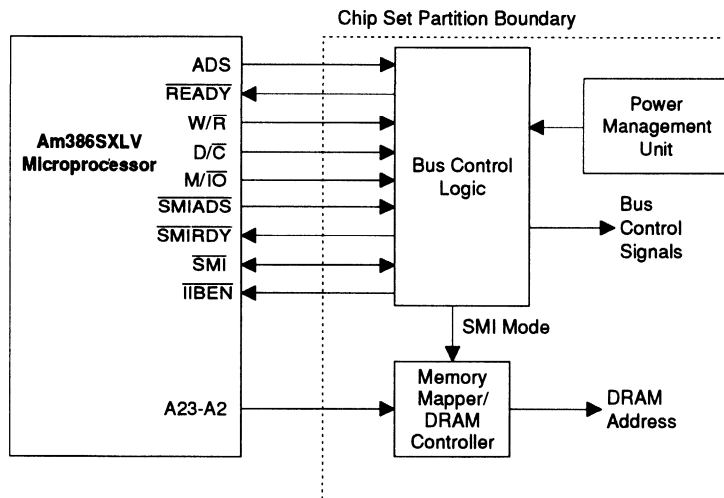 Chip Set Partition Boundary
ADS
READY
W/R
D/C
M/IO
SMIADS
SMIRDY
SMI
IIBEN
A23-A2
Am386SXLV
Microprocessor
Bus Control
Logic
Power
Management
Unit
Bus
Control
Signals
SMI Mode
Memory
Mapper/
DRAM
Controller
DRAM
Address